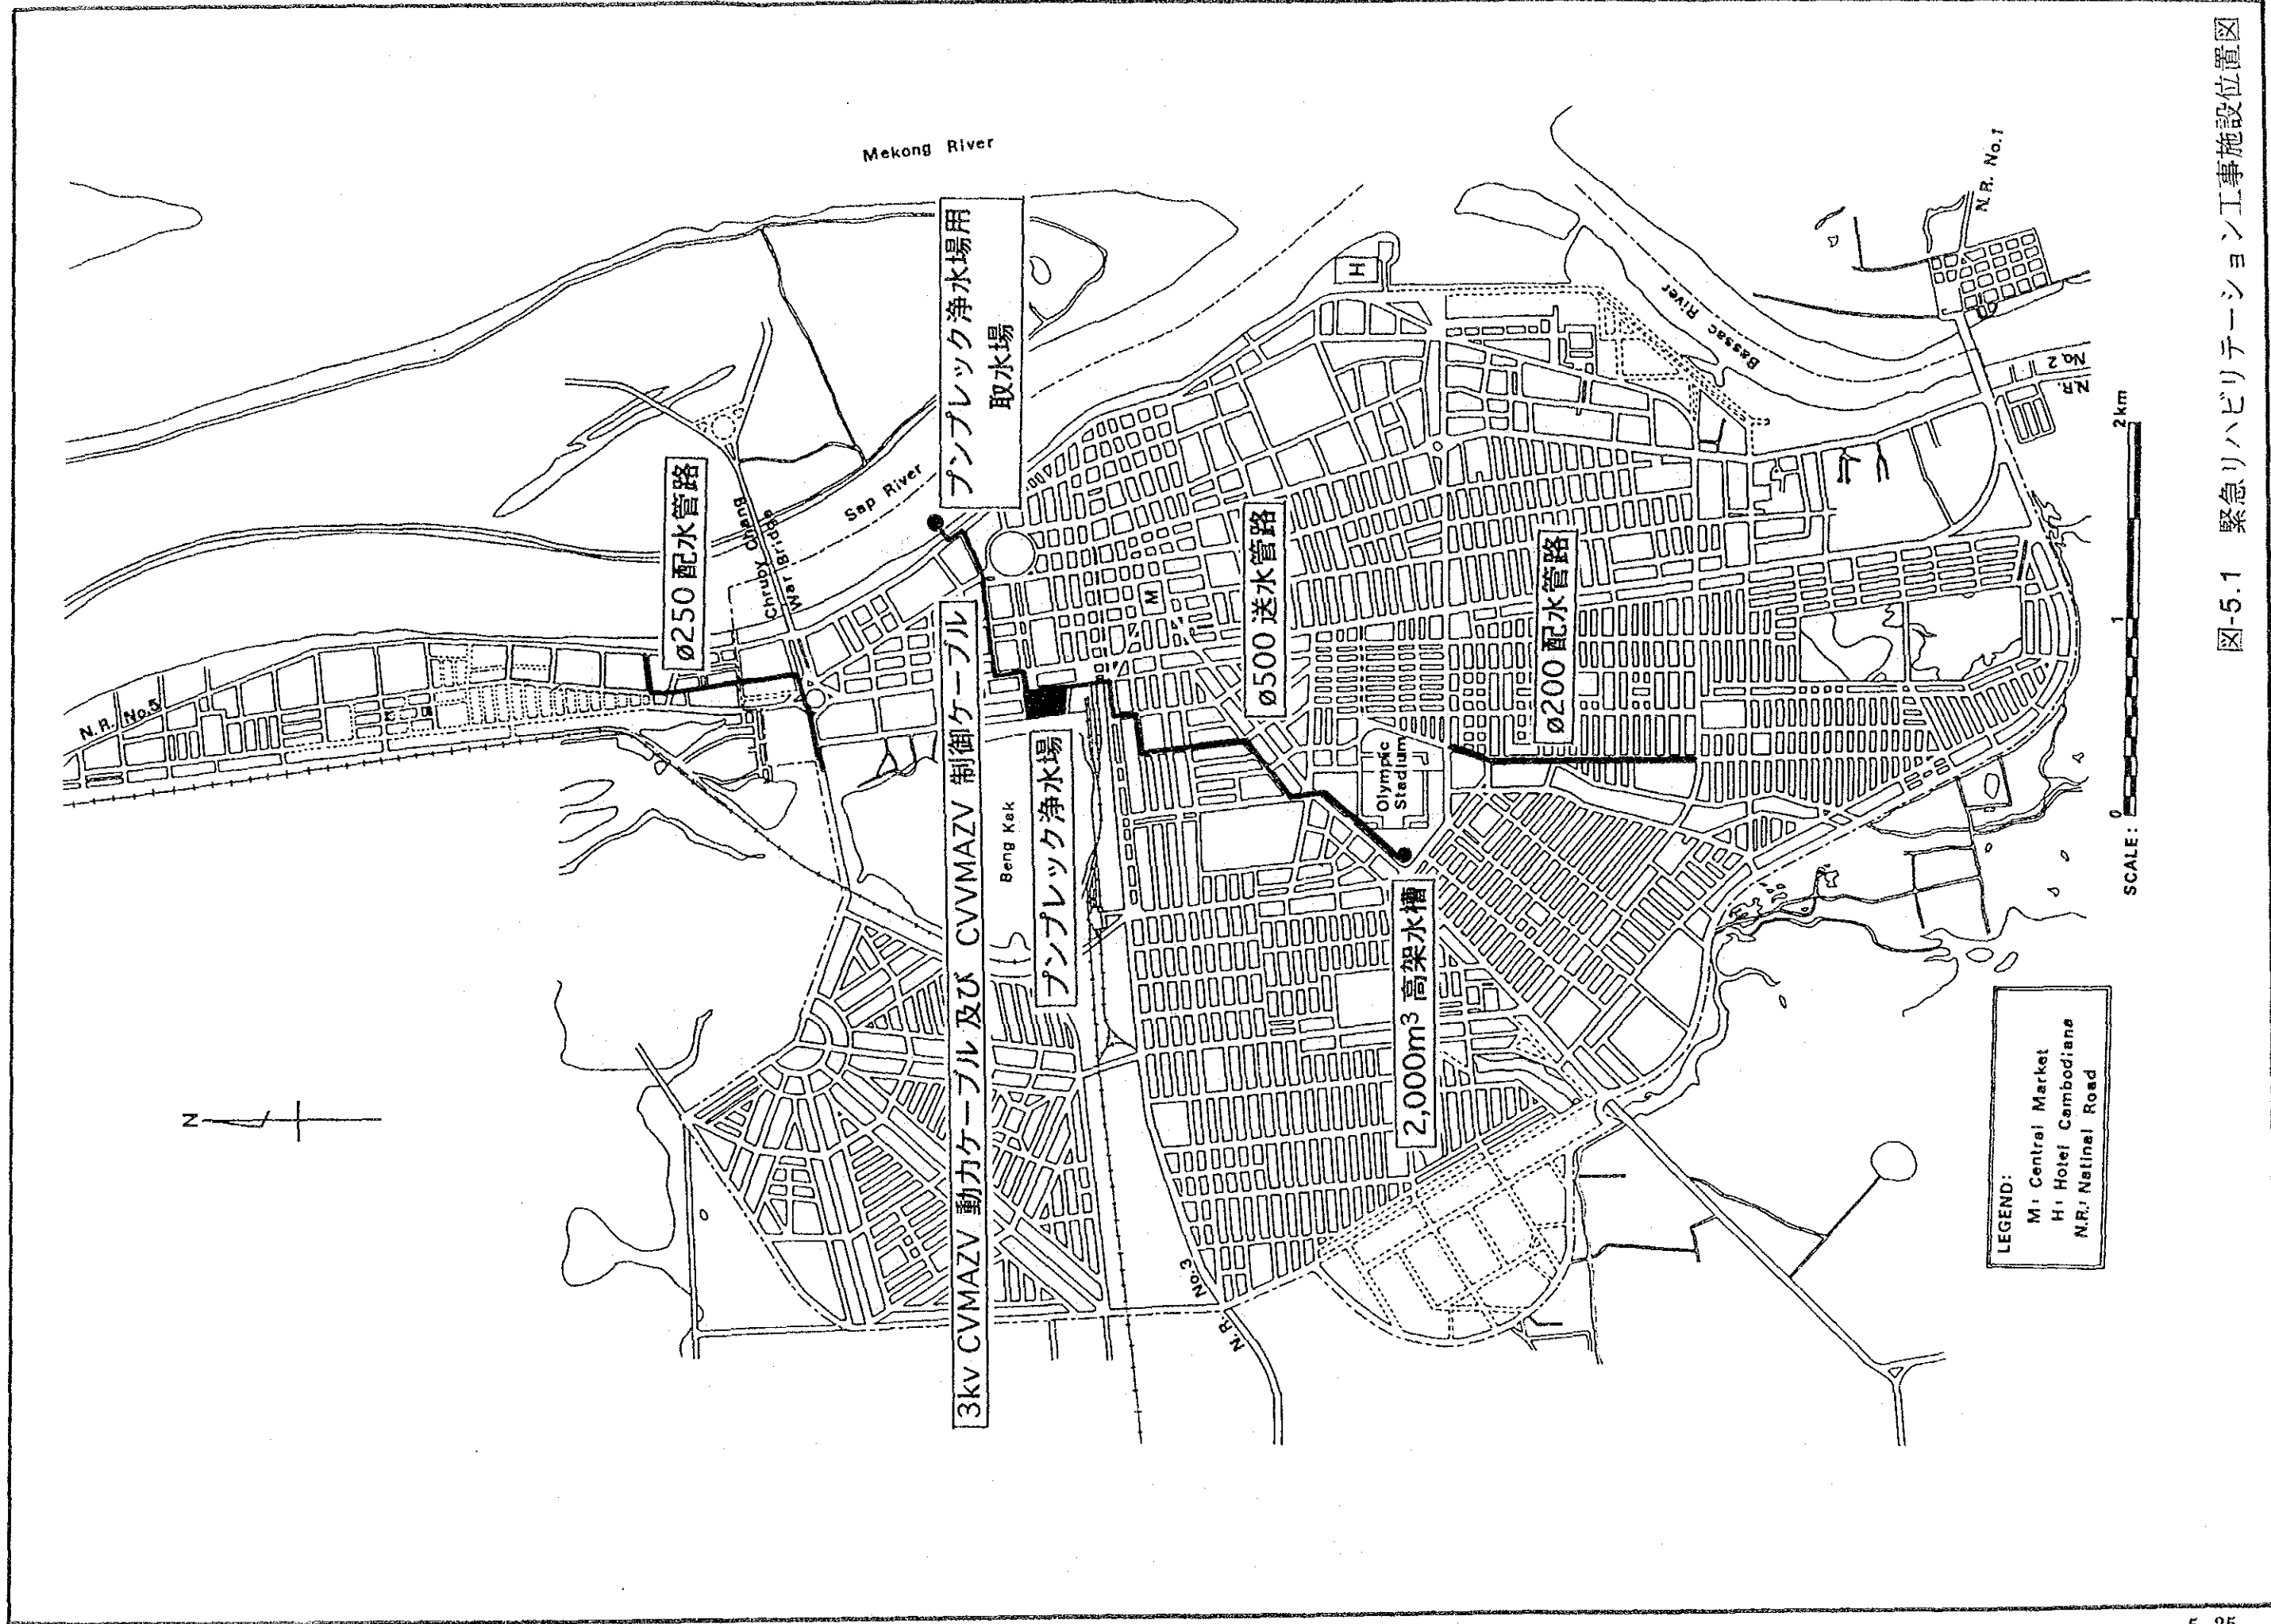 Mekong River
プンプレック浄水場用
取水場
ø250 配水管路
Chruoy Chiang
War Bridge
Sap River
H
Bassac River
N.R. No.1
N.R.
No.2
N.R. No.5
3kv CVMAZV 動力ケーブル 及び CVVMAZV 制御ケーブル
M
ø500 送水管路
ø200 配水管路
Beng Kak
プンプレック浄水場
Olympic
Stadium
2,000m³ 高架水槽
N
N.R. No.3
SCALE: 0 1 2km
LEGEND:
M: Central Market
H: Hotel Cambodiana
N.R: Natinal Road
図-5.1 緊急リハビリテーション工事施設位置図